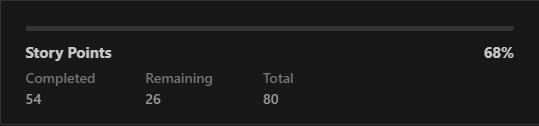 Story Points 68%
Completed Remaining Total
54 26 80